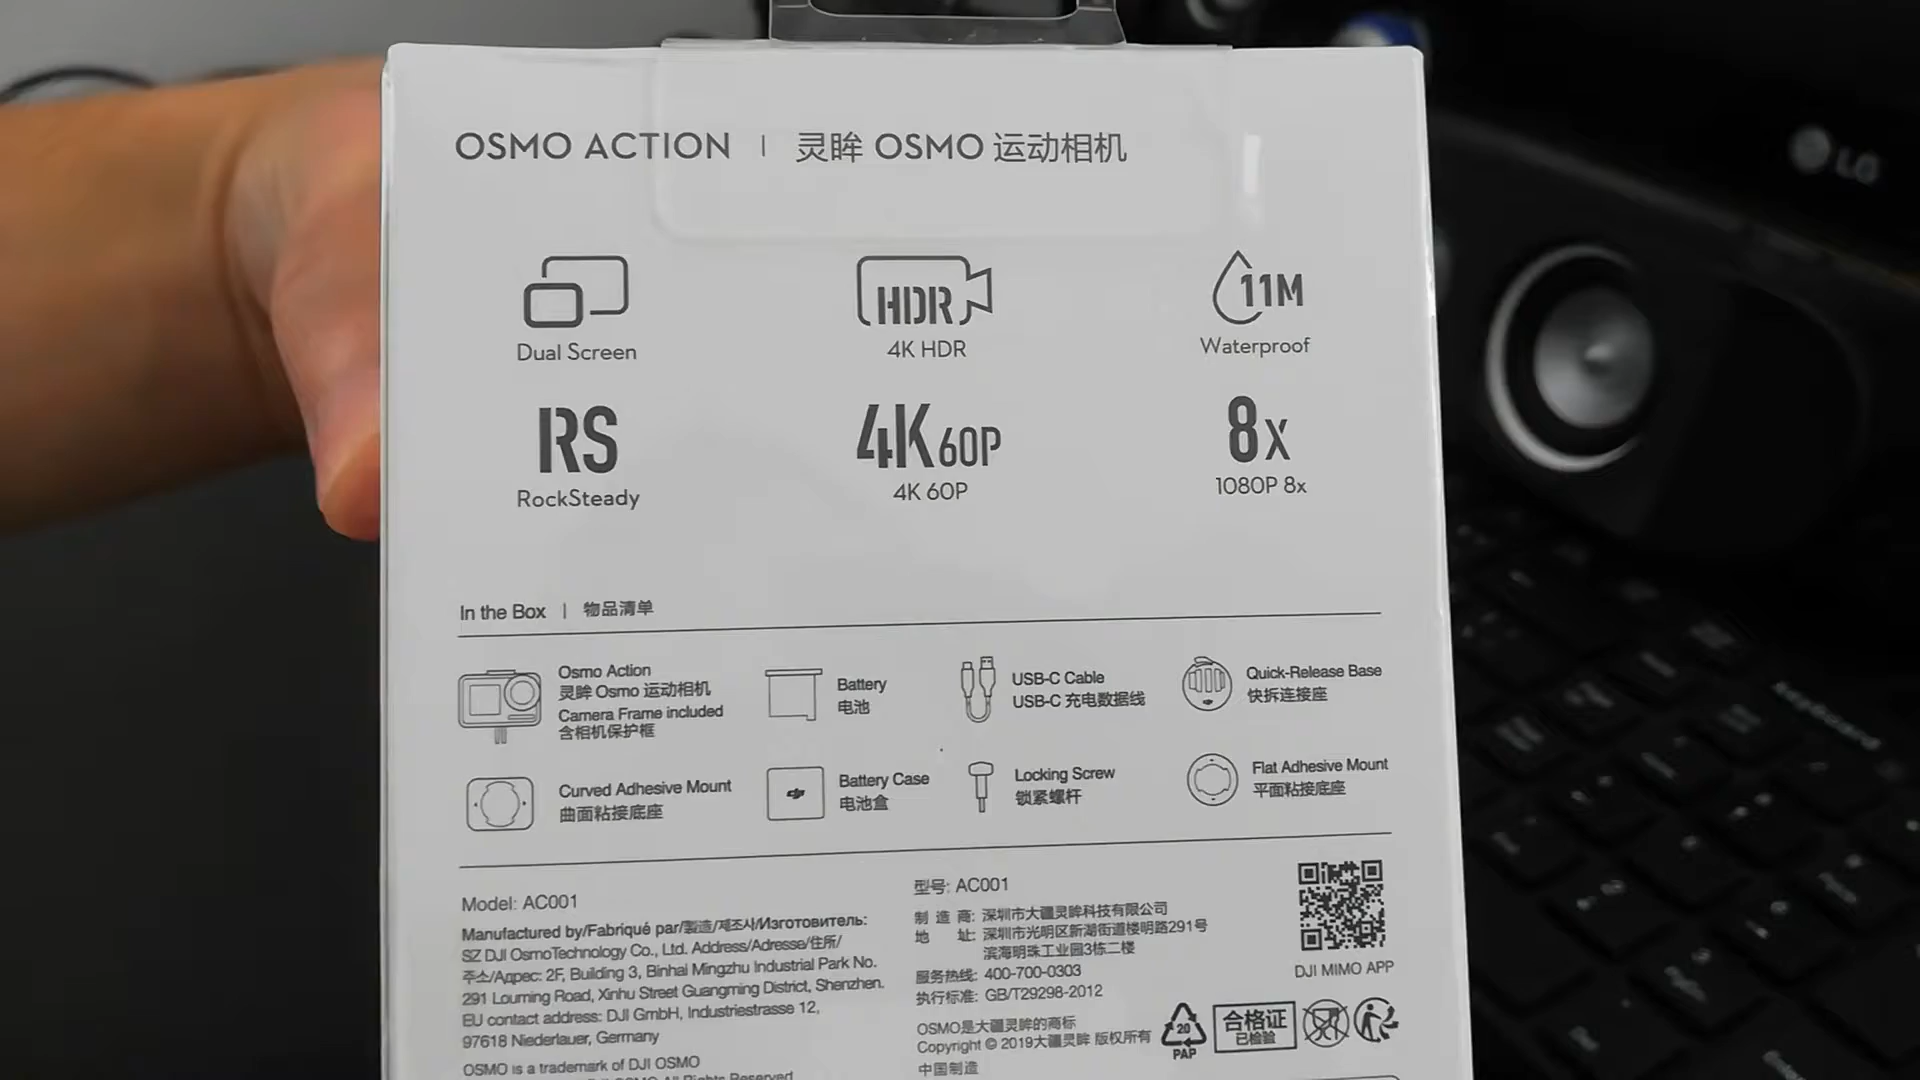 OSMO ACTION | 灵眸 OSMO 运动相机
LG
HDR
11M
Dual Screen
4K HDR
Waterproof
RS
4K60P
8x
RockSteady
4K 60P
1080P 8x
In the Box | 物品清单
Osmo Action
灵眸 Osmo 运动相机
Camera Frame included
含相机保护框
Battery
电池
USB-C Cable
USB-C 充电数据线
Quick-Release Base
快拆连接座
Curved Adhesive Mount
曲面粘接底座
Battery Case
电池盒
Locking Screw
锁紧螺杆
Flat Adhesive Mount
平面粘接底座
Model: AC001
Manufactured by/Fabriqué par/製造/제조사/Изготовитель:
SZ DJI OsmoTechnology Co., Ltd. Address/Adresse/住所/
주소/Адрес: 2F, Building 3, Binhai Mingzhu Industrial Park No.
291 Louming Road, Xinhu Street Guangming District, Shenzhen.
EU contact address: DJI GmbH, Industriestrasse 12,
97618 Niederlauer, Germany
OSMO is a trademark of DJI OSMO
All Rights Reserved
型号: AC001
制造商: 深圳市大疆灵眸科技有限公司
地址: 深圳市光明区新湖街道楼明路291号
滨海明珠工业园3栋二楼
服务热线: 400-700-0303
执行标准: GB/T29298-2012
OSMO是大疆灵眸的商标
Copyright © 2019大疆灵眸 版权所有
中国制造
DJI MIMO APP
20
PAP
合格证
已检验
Keyboard